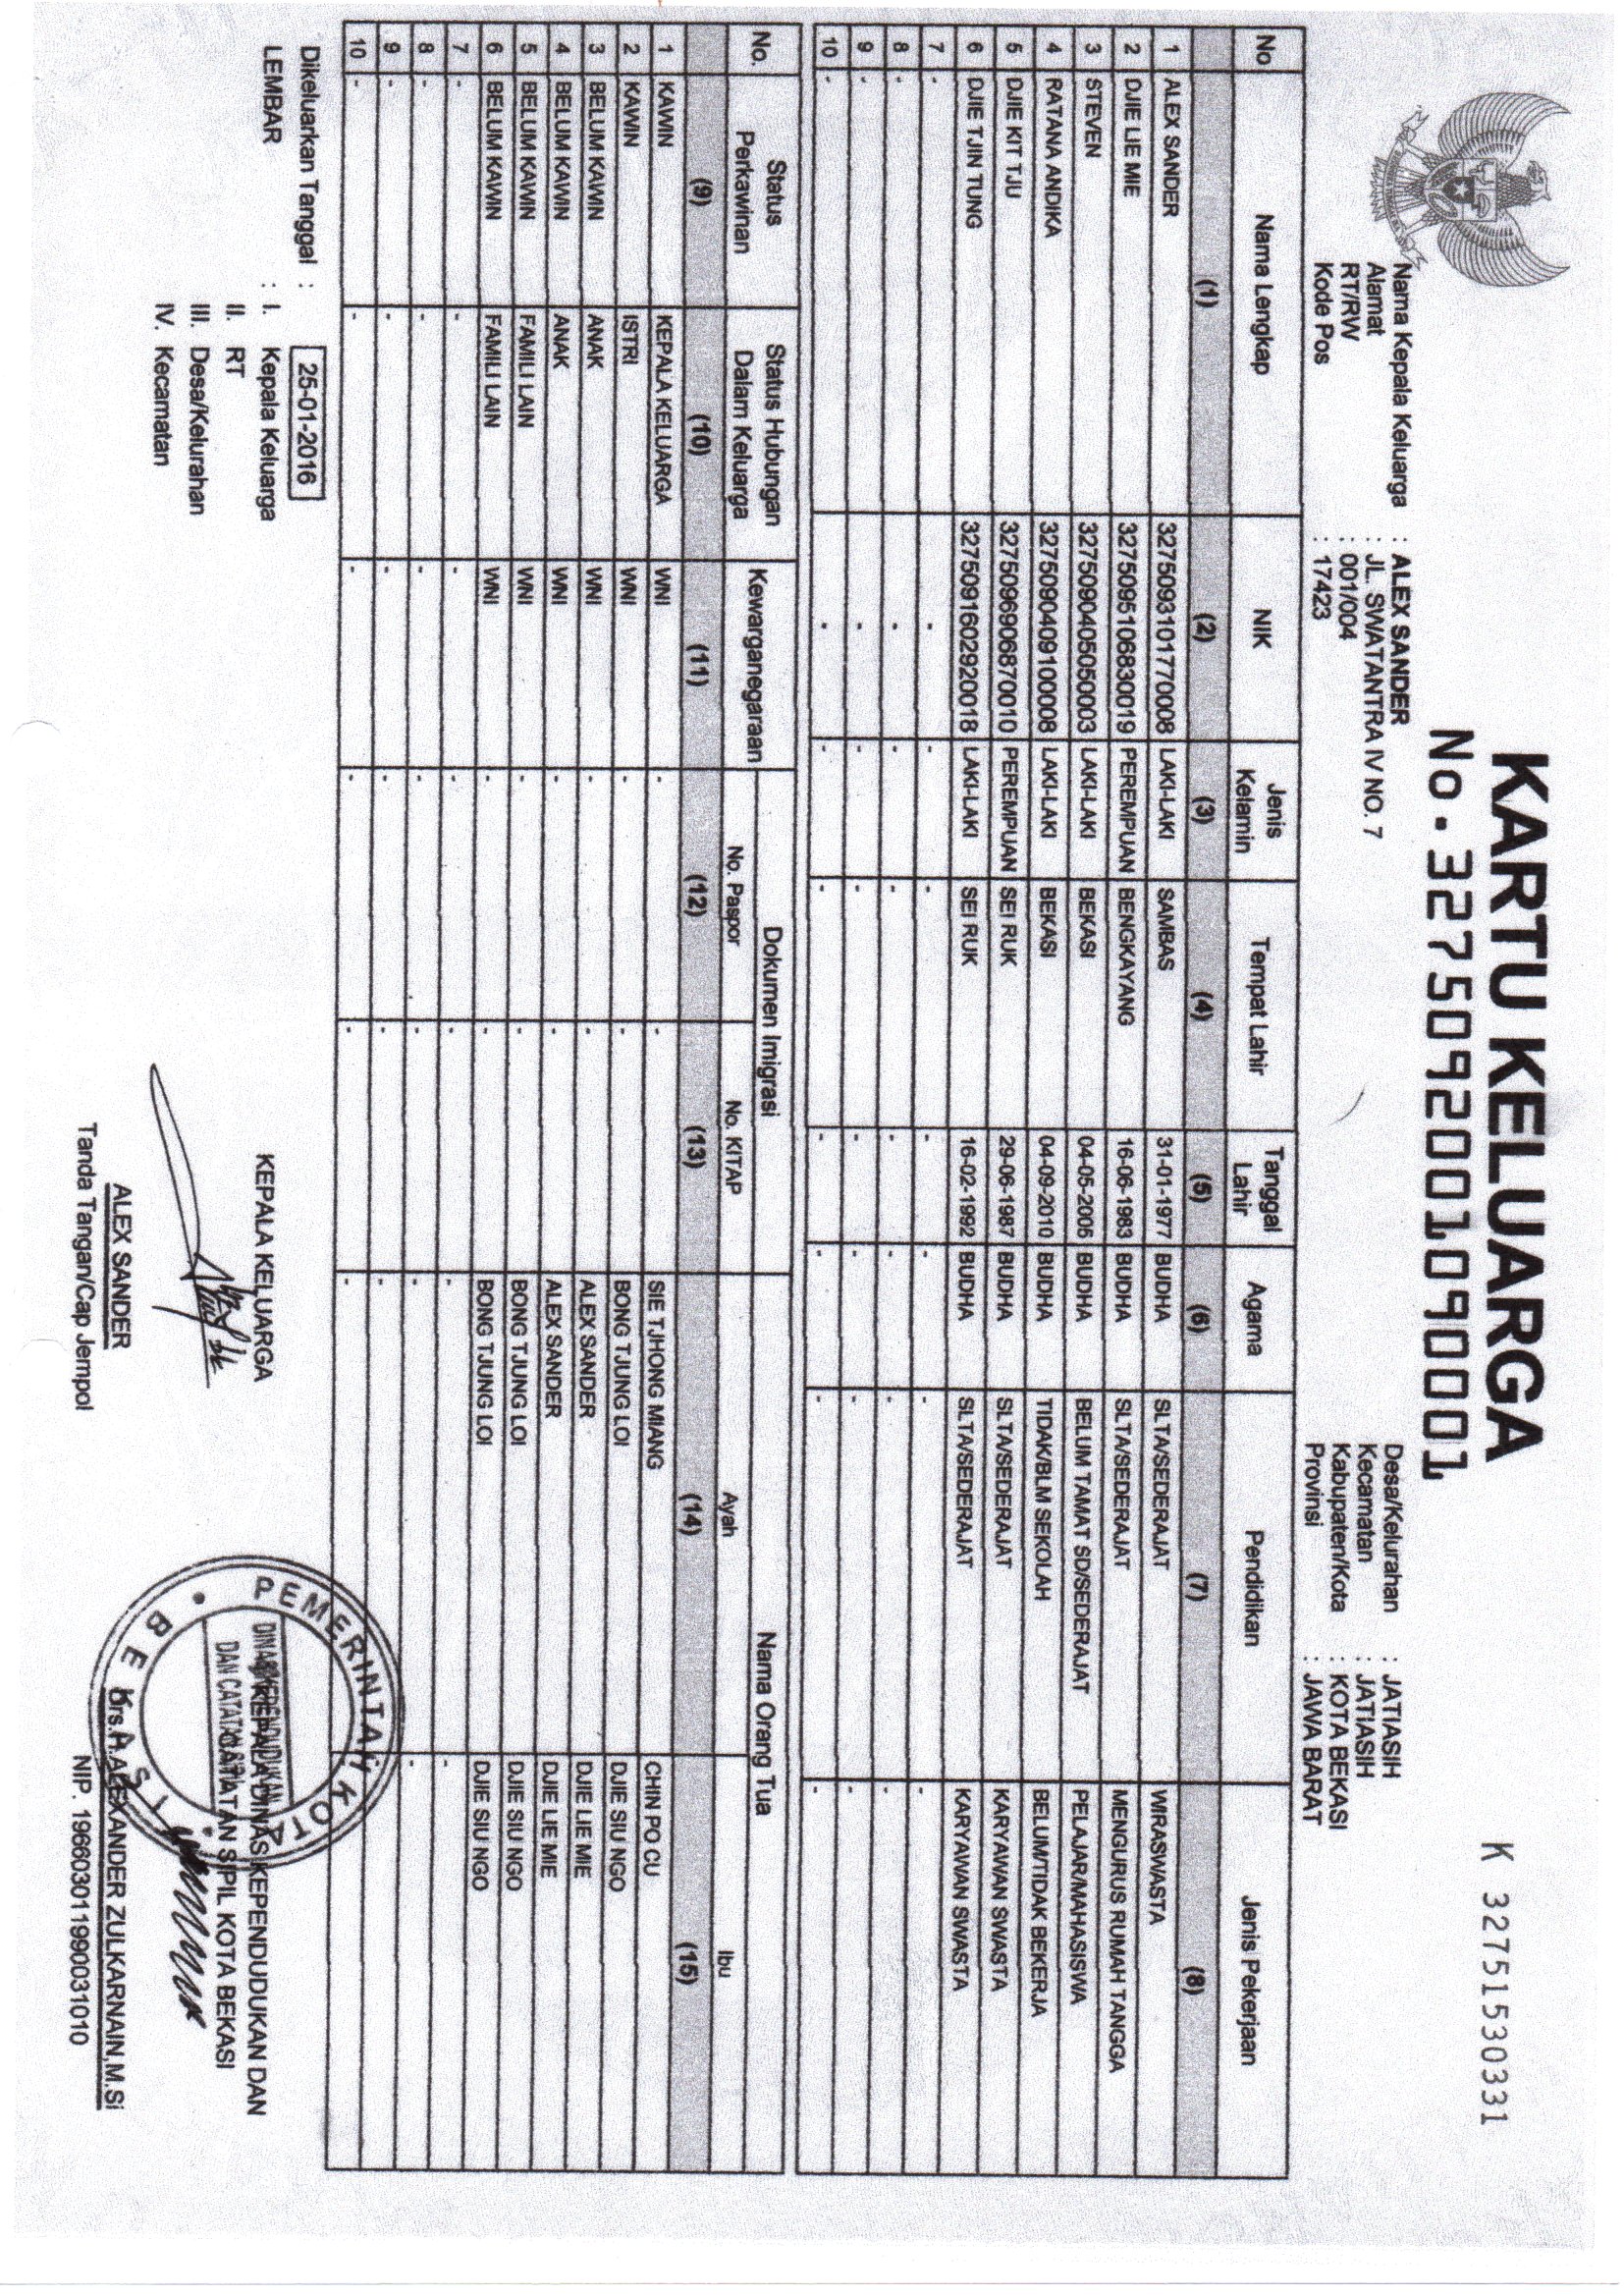 KARTU KELUARGA
No. 3275092001090001
K 32751530331
Nama Kepala Keluarga : ALEX SANDER
Alamat : JL. SWATANTRA IV NO. 7
RT/RW : 001/004
Kode Pos : 17423
Desa/Kelurahan : JATIASIH
Kecamatan : JATIASIH
Kabupaten/Kota : KOTA BEKASI
Provinsi : JAWA BARAT
No Nama Lengkap NIK Jenis Kelamin Tempat Lahir Tanggal Lahir Agama Pendidikan Jenis Pekerjaan
(1) (2) (3) (4) (5) (6) (7) (8)
1 ALEX SANDER 3275093101770008 LAKI-LAKI SAMBAS 31-01-1977 BUDHA SLTA/SEDERAJAT WIRASWASTA
2 DJIE LIE MIE 3275095106830019 PEREMPUAN BENGKAYANG 16-06-1983 BUDHA SLTA/SEDERAJAT MENGURUS RUMAH TANGGA
3 STEVEN 3275090405050003 LAKI-LAKI BEKASI 04-05-2005 BUDHA BELUM TAMAT SD/SEDERAJAT PELAJAR/MAHASISWA
4 RATANA ANDIKA 3275090409100008 LAKI-LAKI BEKASI 04-09-2010 BUDHA TIDAK/BLM SEKOLAH BELUM/TIDAK BEKERJA
5 DJIE KIT TJU 3275096906870010 PEREMPUAN SEI RUK 29-06-1987 BUDHA SLTA/SEDERAJAT KARYAWAN SWASTA
6 DJIE TJIN TUNG 3275091602920018 LAKI-LAKI SEI RUK 16-02-1992 BUDHA SLTA/SEDERAJAT KARYAWAN SWASTA
7 - - - - - - - -
8 - - - - - - - -
9 - - - - - - - -
10 - - - - - - - -
No. Status Perkawinan Status Hubungan Dalam Keluarga Kewarganegaraan Dokumen Imigrasi Nama Orang Tua
No. Paspor No. KITAP Ayah Ibu
(9) (10) (11) (12) (13) (14) (15)
1 KAWIN KEPALA KELUARGA WNI - - SIE TJHONG MIANG CHIN PO CU
2 KAWIN ISTRI WNI - - BONG TJUNG LOI DJIE SIU NGO
3 BELUM KAWIN ANAK WNI - - ALEX SANDER DJIE LIE MIE
4 BELUM KAWIN ANAK WNI - - ALEX SANDER DJIE LIE MIE
5 BELUM KAWIN FAMILI LAIN WNI - - BONG TJUNG LOI DJIE SIU NGO
6 BELUM KAWIN FAMILI LAIN WNI - - BONG TJUNG LOI DJIE SIU NGO
7 - - - - - - -
8 - - - - - - -
9 - - - - - -
10 - - - - - -
Dikeluarkan Tanggal : 25-01-2016
LEMBAR : I. Kepala Keluarga
II. RT
III. Desa/Kelurahan
IV. Kecamatan
KEPALA KELUARGA
ALEX SANDER
Tanda Tangan/Cap Jempol
PEMERINTAH KOTA
DINAS KEPENDUDUKAN
DAN CATATAN SIPIL
BEKASI
KEPALA DINAS KEPENDUDUKAN DAN
CATATAN SIPIL KOTA BEKASI
Drs.H.ALEXANDER ZULKARNAIN,M.Si
NIP. 196603011990031010